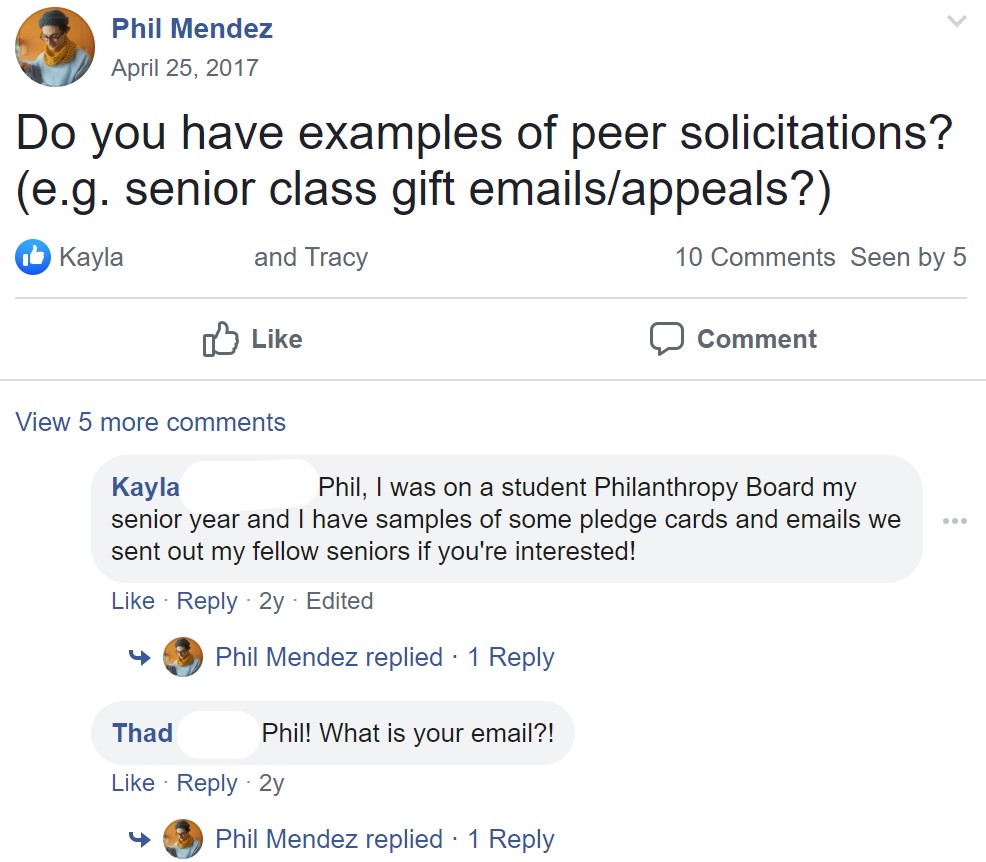 Phil Mendez
April 25, 2017
Do you have examples of peer solicitations?
(e.g. senior class gift emails/appeals?)
Kayla and Tracy 10 Comments Seen by 5
Like Comment
View 5 more comments
Kayla Phil, I was on a student Philanthropy Board my
senior year and I have samples of some pledge cards and emails we
sent out my fellow seniors if you're interested!
Like · Reply · 2y · Edited
Phil Mendez replied · 1 Reply
Thad Phil! What is your email?!
Like · Reply · 2y
Phil Mendez replied · 1 Reply